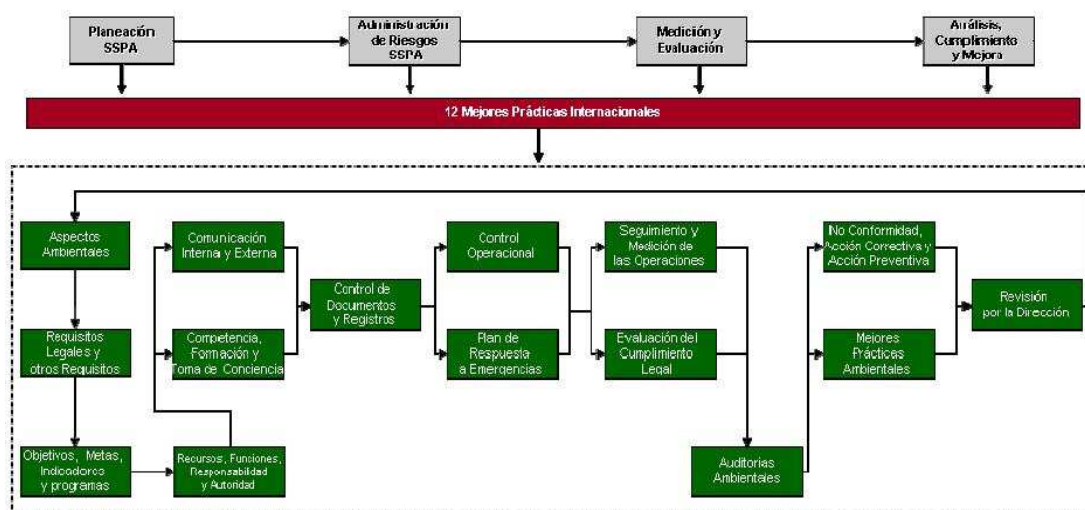 Planeación
SSPA
Administración
de Riesgos
SSPA
Medición y
Evaluación
Análisis,
Cumplimiento
y Mejora
12 Mejores Prácticas Internacionales
Aspectos
Ambientales
Comunicación
Interna y Externa
Control
Operacional
Seguimiento y
Medición de
las Operaciones
No Conformidad,
Acción Correctiva y
Acción Preventiva
Control de
Documentos
y Registros
Revisión
por la Dirección
Requisitos
Legales y
otros Requisitos
Competencia,
Formación y
Toma de Conciencia
Plan de
Respuesta
a Emergencias
Evaluación del
Cumplimiento
Legal
Mejores
Prácticas
Ambientales
Objetivos, Metas,
Indicadores
y programas
Recursos, Funciones,
Responsabilidad
y Autoridad
Auditorias
Ambientales